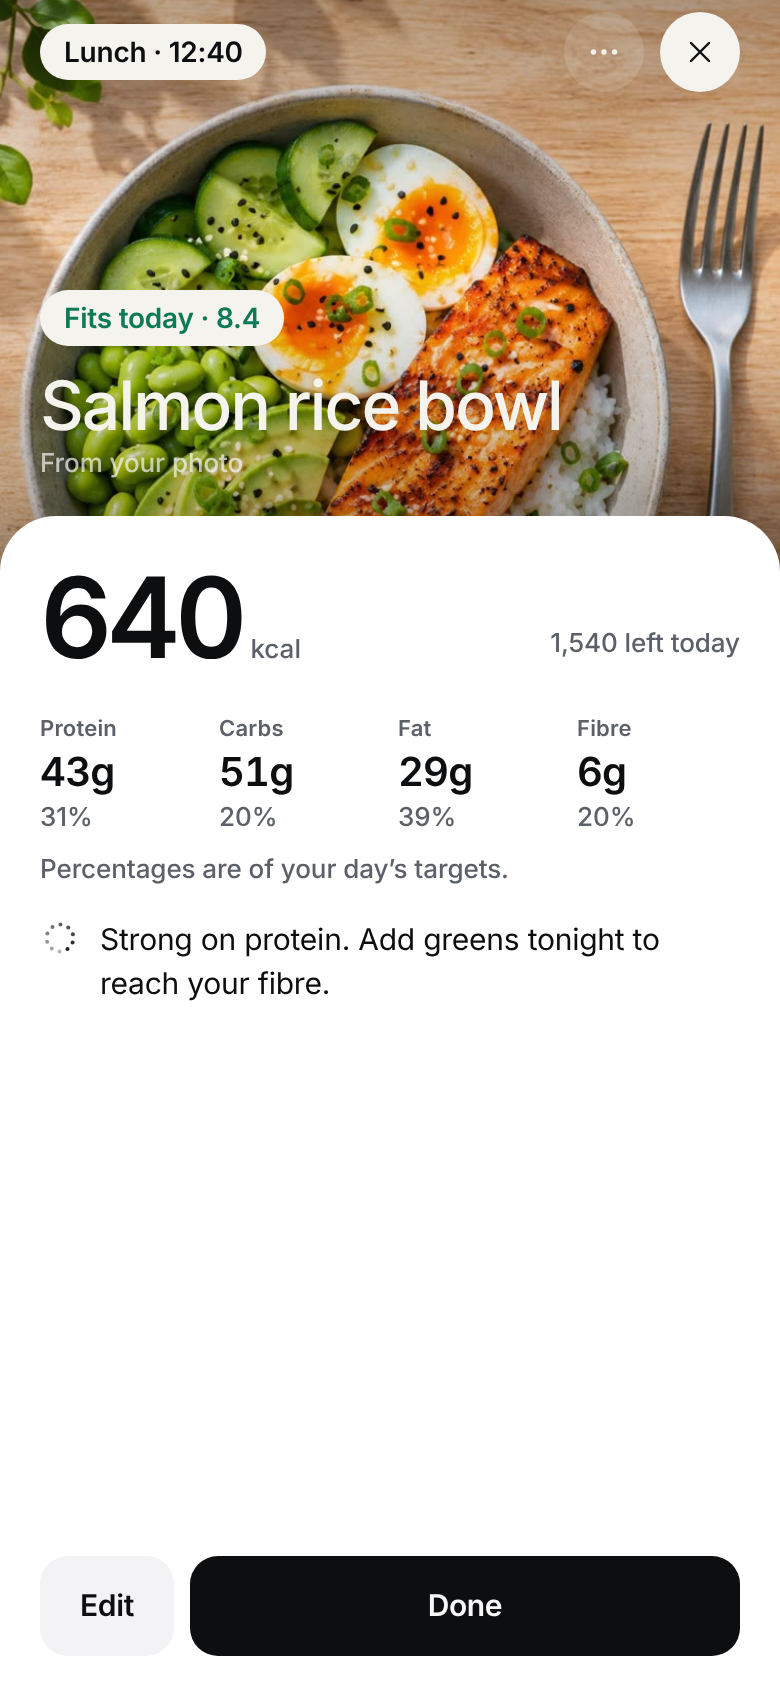 Lunch · 12:40
Fits today · 8.4
Salmon rice bowl
From your photo
640 kcal
1,540 left today
Protein Carbs Fat Fibre
43g 51g 29g 6g
31% 20% 39% 20%
Percentages are of your day’s targets.
Strong on protein. Add greens tonight to
reach your fibre.
Edit Done